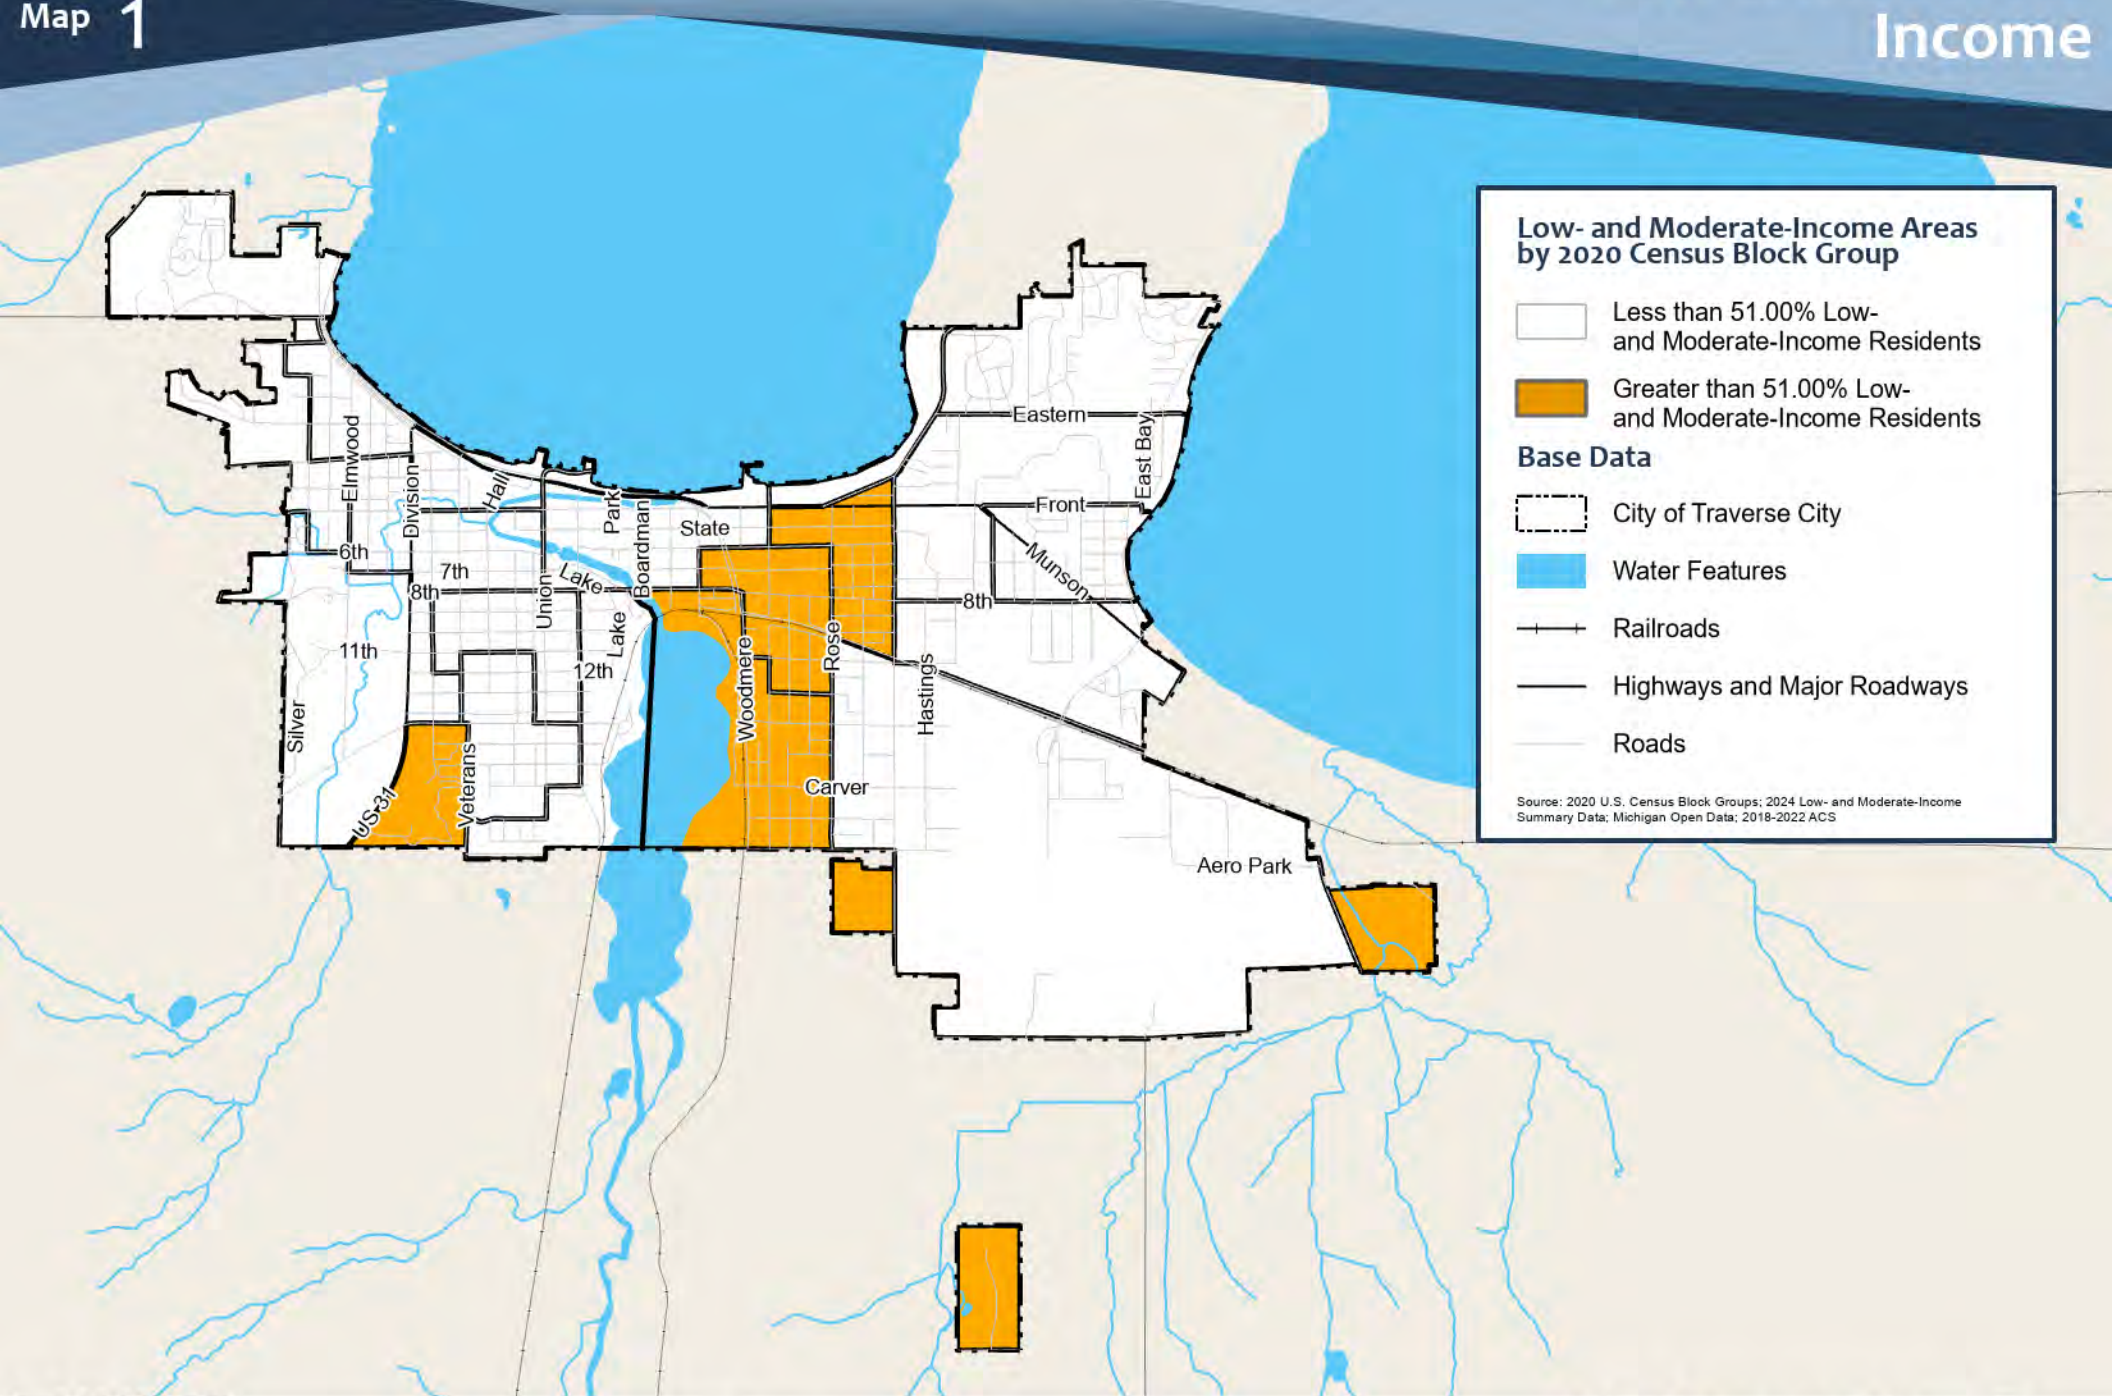 Map 1
Income
Low- and Moderate-Income Areas
by 2020 Census Block Group
Less than 51.00% Low-
and Moderate-Income Residents
Greater than 51.00% Low-
and Moderate-Income Residents
Base Data
City of Traverse City
Water Features
Railroads
Highways and Major Roadways
Roads
Source: 2020 U.S. Census Block Groups; 2024 Low- and Moderate-Income
Summary Data; Michigan Open Data; 2018-2022 ACS
Eastern
Elmwood
East Bay
Division
Hall
Park
Boardman
State
Front
6th
7th
8th
Lake
Union
Munson
8th
Lake
11th
12th
Rose
Woodmere
Hastings
Silver
Veterans
US-31
Carver
Aero Park